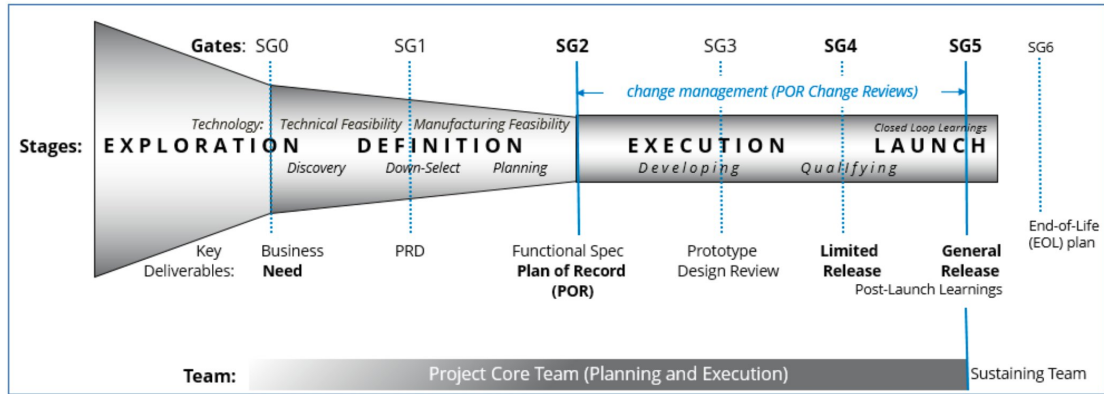 Gates: SG0 SG1 SG2 SG3 SG4 SG5 SG6
change management (POR Change Reviews)
Technology: Technical Feasibility Manufacturing Feasibility Closed Loop Learnings
Stages: EXPLORATION DEFINITION EXECUTION LAUNCH
Discovery Down-Select Planning Developing Qualifying
Key Business PRD Functional Spec Prototype Limited General End-of-Life
Deliverables: Need Plan of Record Design Review Release Release (EOL) plan
(POR) Post-Launch Learnings
Team: Project Core Team (Planning and Execution) Sustaining Team